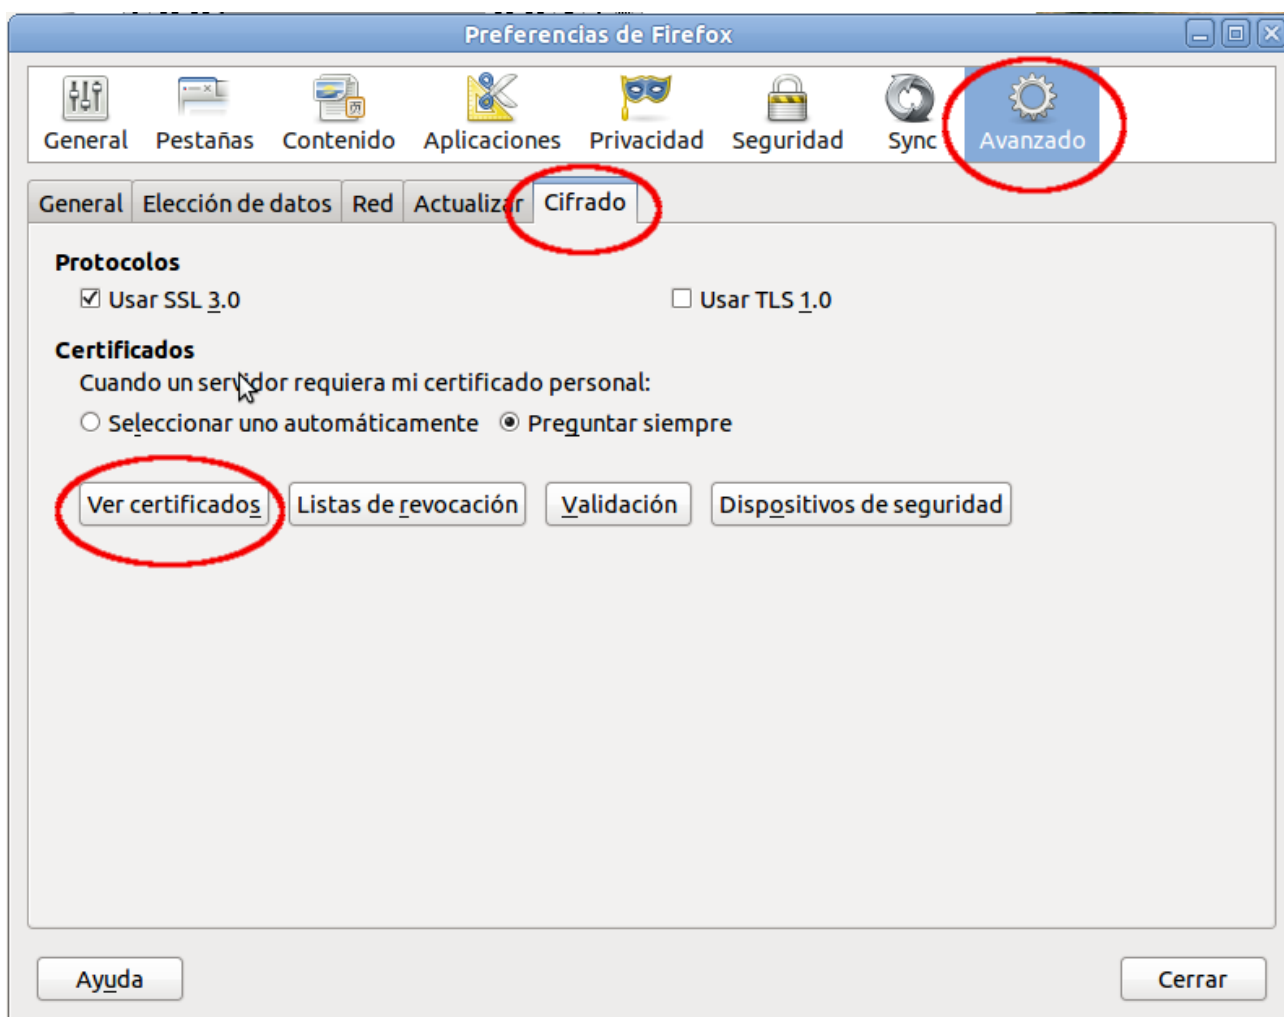 Preferencias de Firefox
General Pestañas Contenido Aplicaciones Privacidad Seguridad Sync Avanzado
General Elección de datos Red Actualizar Cifrado
Protocolos
Usar SSL 3.0 Usar TLS 1.0
Certificados
Cuando un servidor requiera mi certificado personal:
Seleccionar uno automáticamente Preguntar siempre
Ver certificados Listas de revocación Validación Dispositivos de seguridad
Ayuda Cerrar